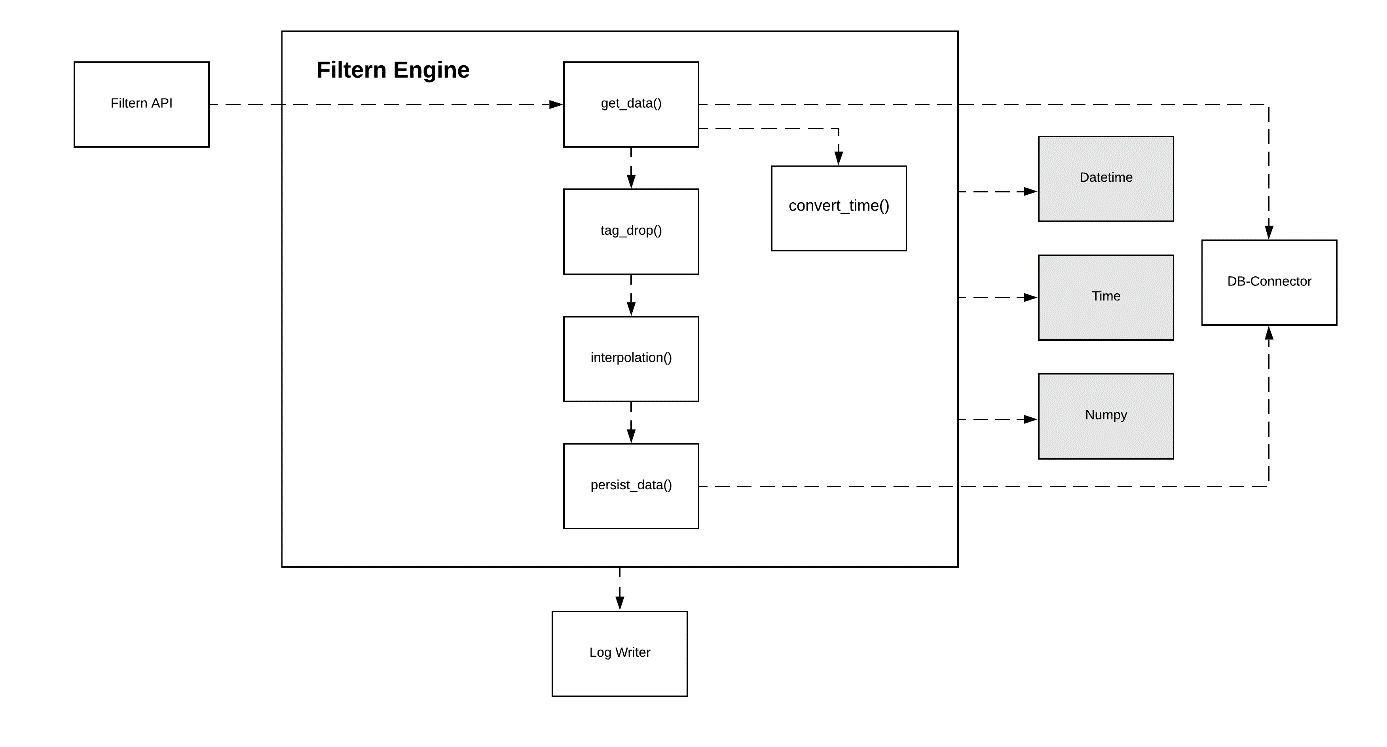 Filtern Engine
Filtern API
get_data()
Datetime
convert_time()
tag_drop()
DB-Connector
Time
interpolation()
Numpy
persist_data()
Log Writer